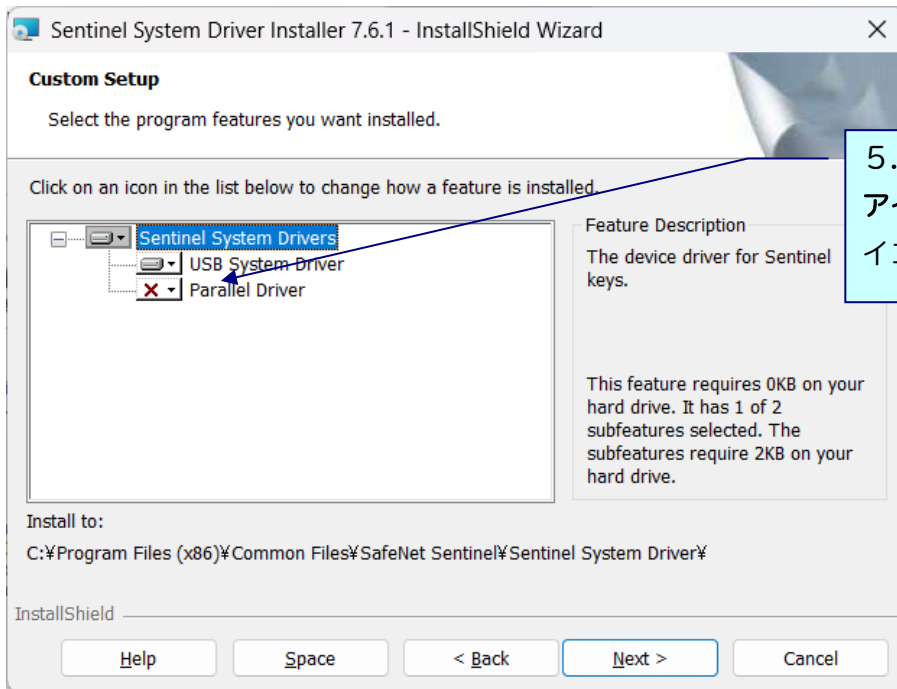 Sentinel System Driver Installer 7.6.1 - InstallShield Wizard
Custom Setup
Select the program features you want installed.
Click on an icon in the list below to change how a feature is installed.
Sentinel System Drivers
USB System Driver
Parallel Driver
Feature Description
The device driver for Sentinel
keys.
This feature requires 0KB on your
hard drive. It has 1 of 2
subfeatures selected. The
subfeatures require 2KB on your
hard drive.
5.
ア
イ
Install to:
C:¥Program Files (x86)¥Common Files¥SafeNet Sentinel¥Sentinel System Driver¥
InstallShield
Help
Space
< Back
Next >
Cancel